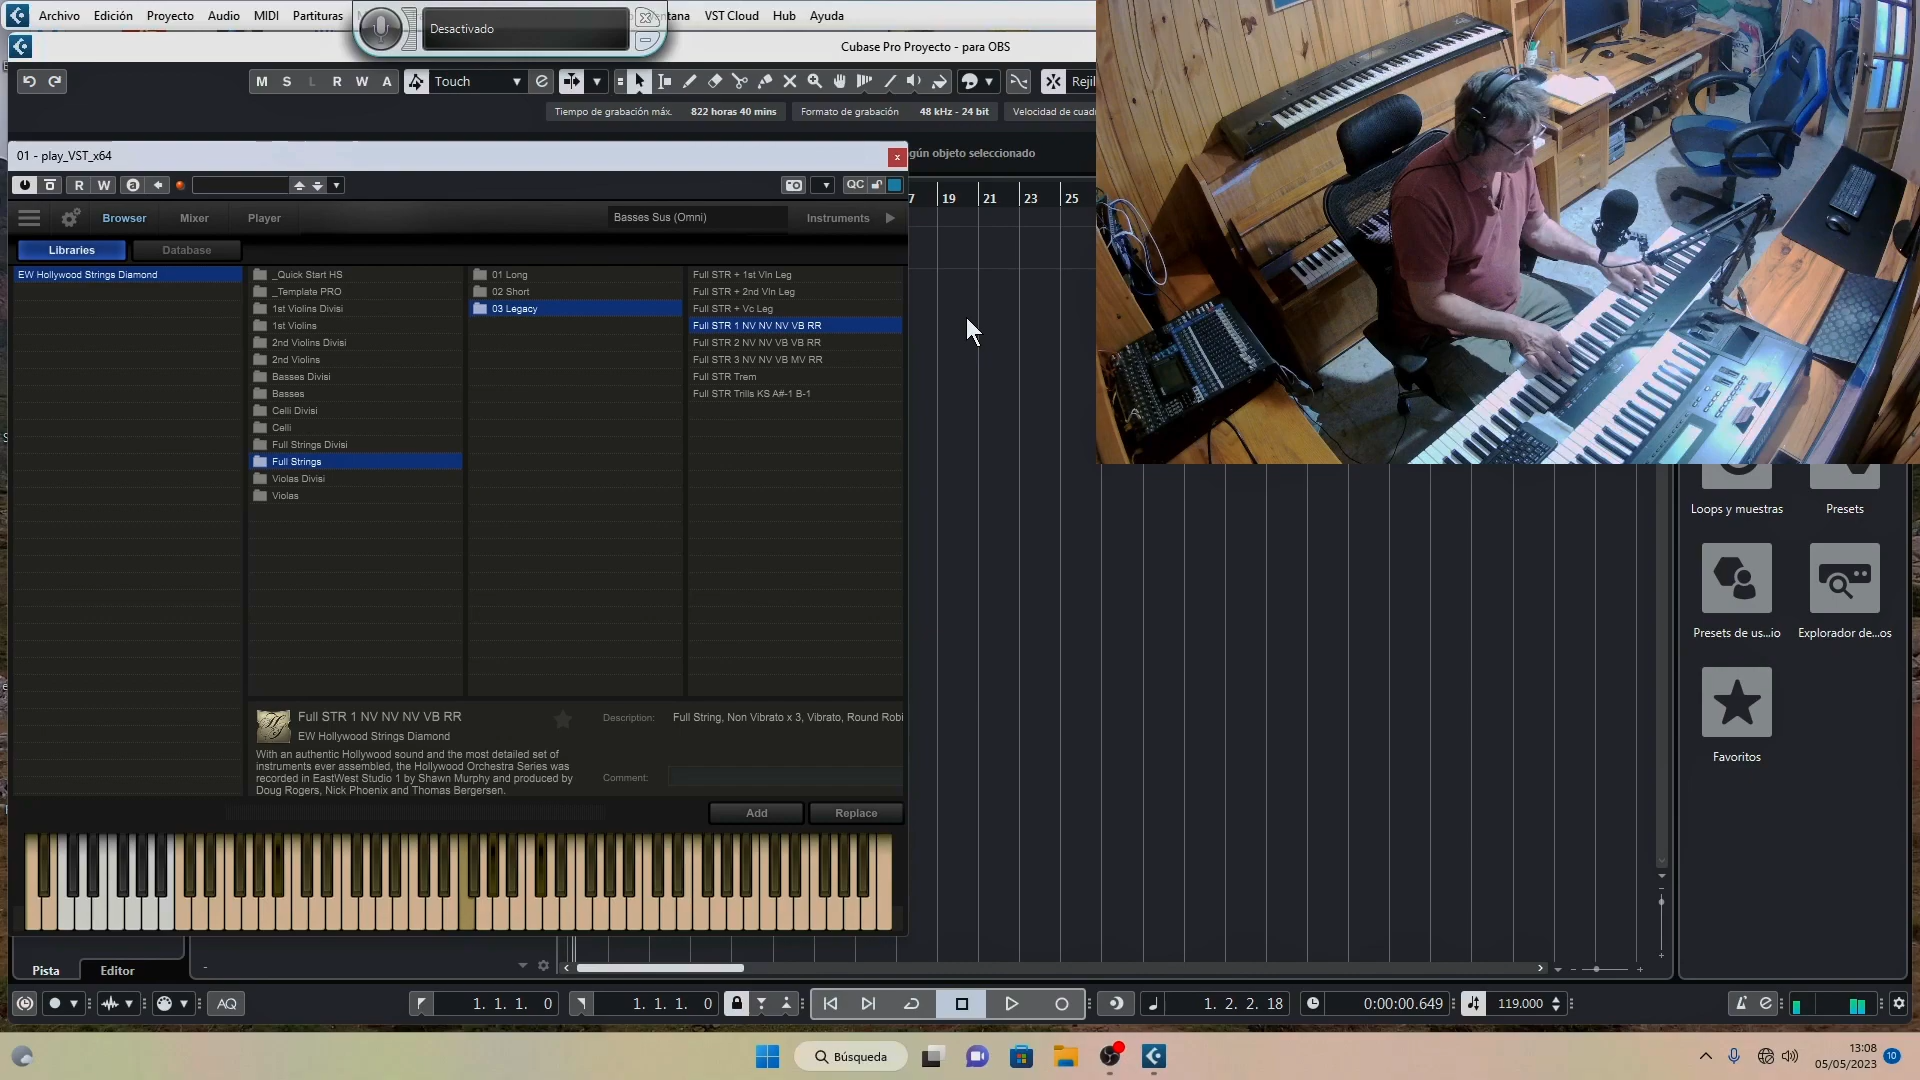 Archivo Edición Proyecto Audio MIDI Partituras
Desactivado
ntana VST Cloud Hub Ayuda
Cubase Pro Proyecto - para OBS
M S L R W A Touch
Rejil
Tiempo de grabación máx. 822 horas 40 mins Formato de grabación 48 kHz - 24 bit Velocidad de cuad
01 - play_VST_x64
gún objeto seleccionado
R W
QC
7 19 21 23 25
Browser Mixer Player Basses Sus (Omni) Instruments
Libraries Database
EW Hollywood Strings Diamond
_Quick Start HS
_Template PRO
1st Violins Divisi
1st Violins
2nd Violins Divisi
2nd Violins
Basses Divisi
Basses
Celli Divisi
Celli
Full Strings Divisi
Full Strings
Violas Divisi
Violas
01 Long
02 Short
03 Legacy
Full STR + 1st Vln Leg
Full STR + 2nd Vln Leg
Full STR + Vc Leg
Full STR 1 NV NV NV VB RR
Full STR 2 NV NV VB VB RR
Full STR 3 NV NV VB MV RR
Full STR Trem
Full STR Trills KS A#-1 B-1
Full STR 1 NV NV NV VB RR
EW Hollywood Strings Diamond
With an authentic Hollywood sound and the most detailed set of
instruments ever assembled, the Hollywood Orchestra Series was
recorded in EastWest Studio 1 by Shawn Murphy and produced by
Doug Rogers, Nick Phoenix and Thomas Bergersen.
Description: Full String, Non Vibrato x 3, Vibrato, Round Robi
Comment:
Add Replace
Loops y muestras Presets
Presets de us...io Explorador de...os
Favoritos
Pista Editor -
AQ 1. 1. 1. 0 1. 1. 1. 0 1. 2. 2. 18 0:00:00.649 119.000
Búsqueda
13:08
05/05/2023
10